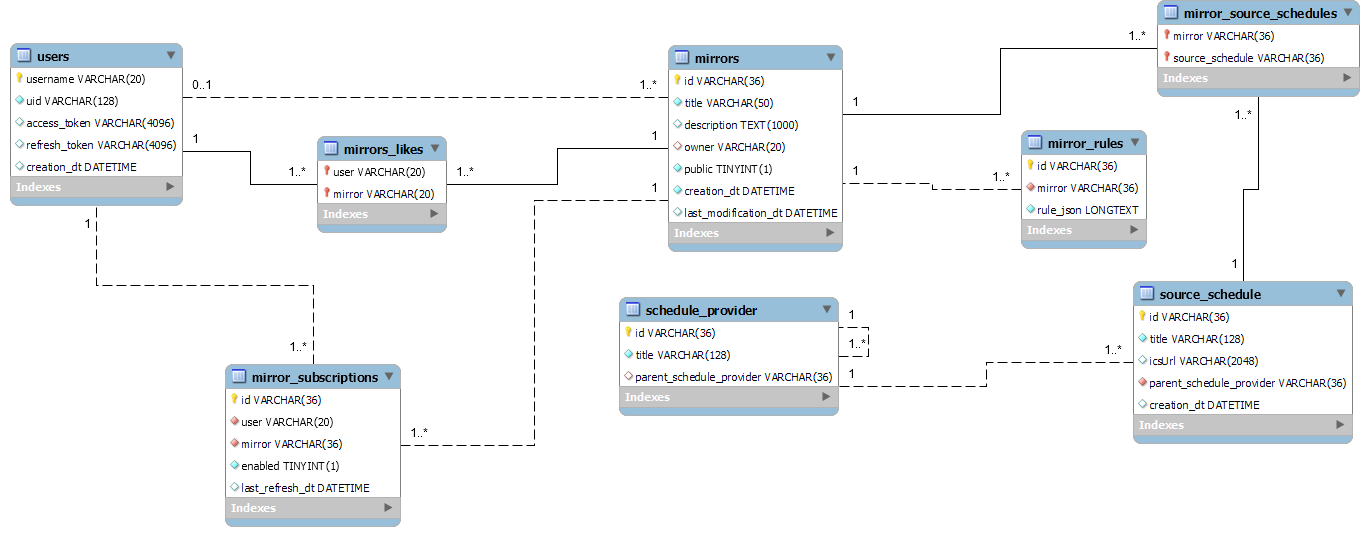 users
username VARCHAR(20)
uid VARCHAR(128)
access_token VARCHAR(4096)
refresh_token VARCHAR(4096)
creation_dt DATETIME
Indexes
0..1
1..*
1
1..*
mirrors_likes
user VARCHAR(20)
mirror VARCHAR(20)
Indexes
1..*
1
mirrors
id VARCHAR(36)
title VARCHAR(50)
description TEXT(1000)
owner VARCHAR(20)
public TINYINT(1)
creation_dt DATETIME
last_modification_dt DATETIME
Indexes
1
1..*
mirror_source_schedules
mirror VARCHAR(36)
source_schedule VARCHAR(36)
Indexes
1
1..*
mirror_rules
id VARCHAR(36)
mirror VARCHAR(36)
rule_json LONGTEXT
Indexes
1..*
1
source_schedule
id VARCHAR(36)
title VARCHAR(128)
icsUrl VARCHAR(2048)
parent_schedule_provider VARCHAR(36)
creation_dt DATETIME
Indexes
schedule_provider
id VARCHAR(36)
title VARCHAR(128)
parent_schedule_provider VARCHAR(36)
Indexes
1
1..*
1
1..*
1
1..*
mirror_subscriptions
id VARCHAR(36)
user VARCHAR(20)
mirror VARCHAR(36)
enabled TINYINT(1)
last_refresh_dt DATETIME
Indexes
1..*
1